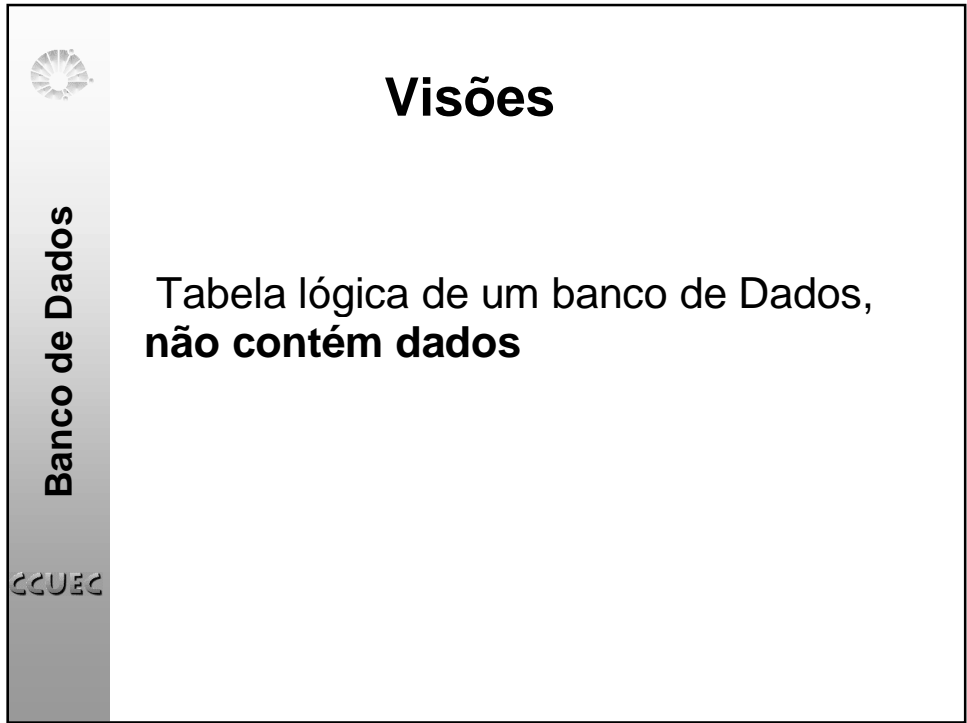 Visões
Banco de Dados
Tabela lógica de um banco de Dados,
não contém dados
CCUEC